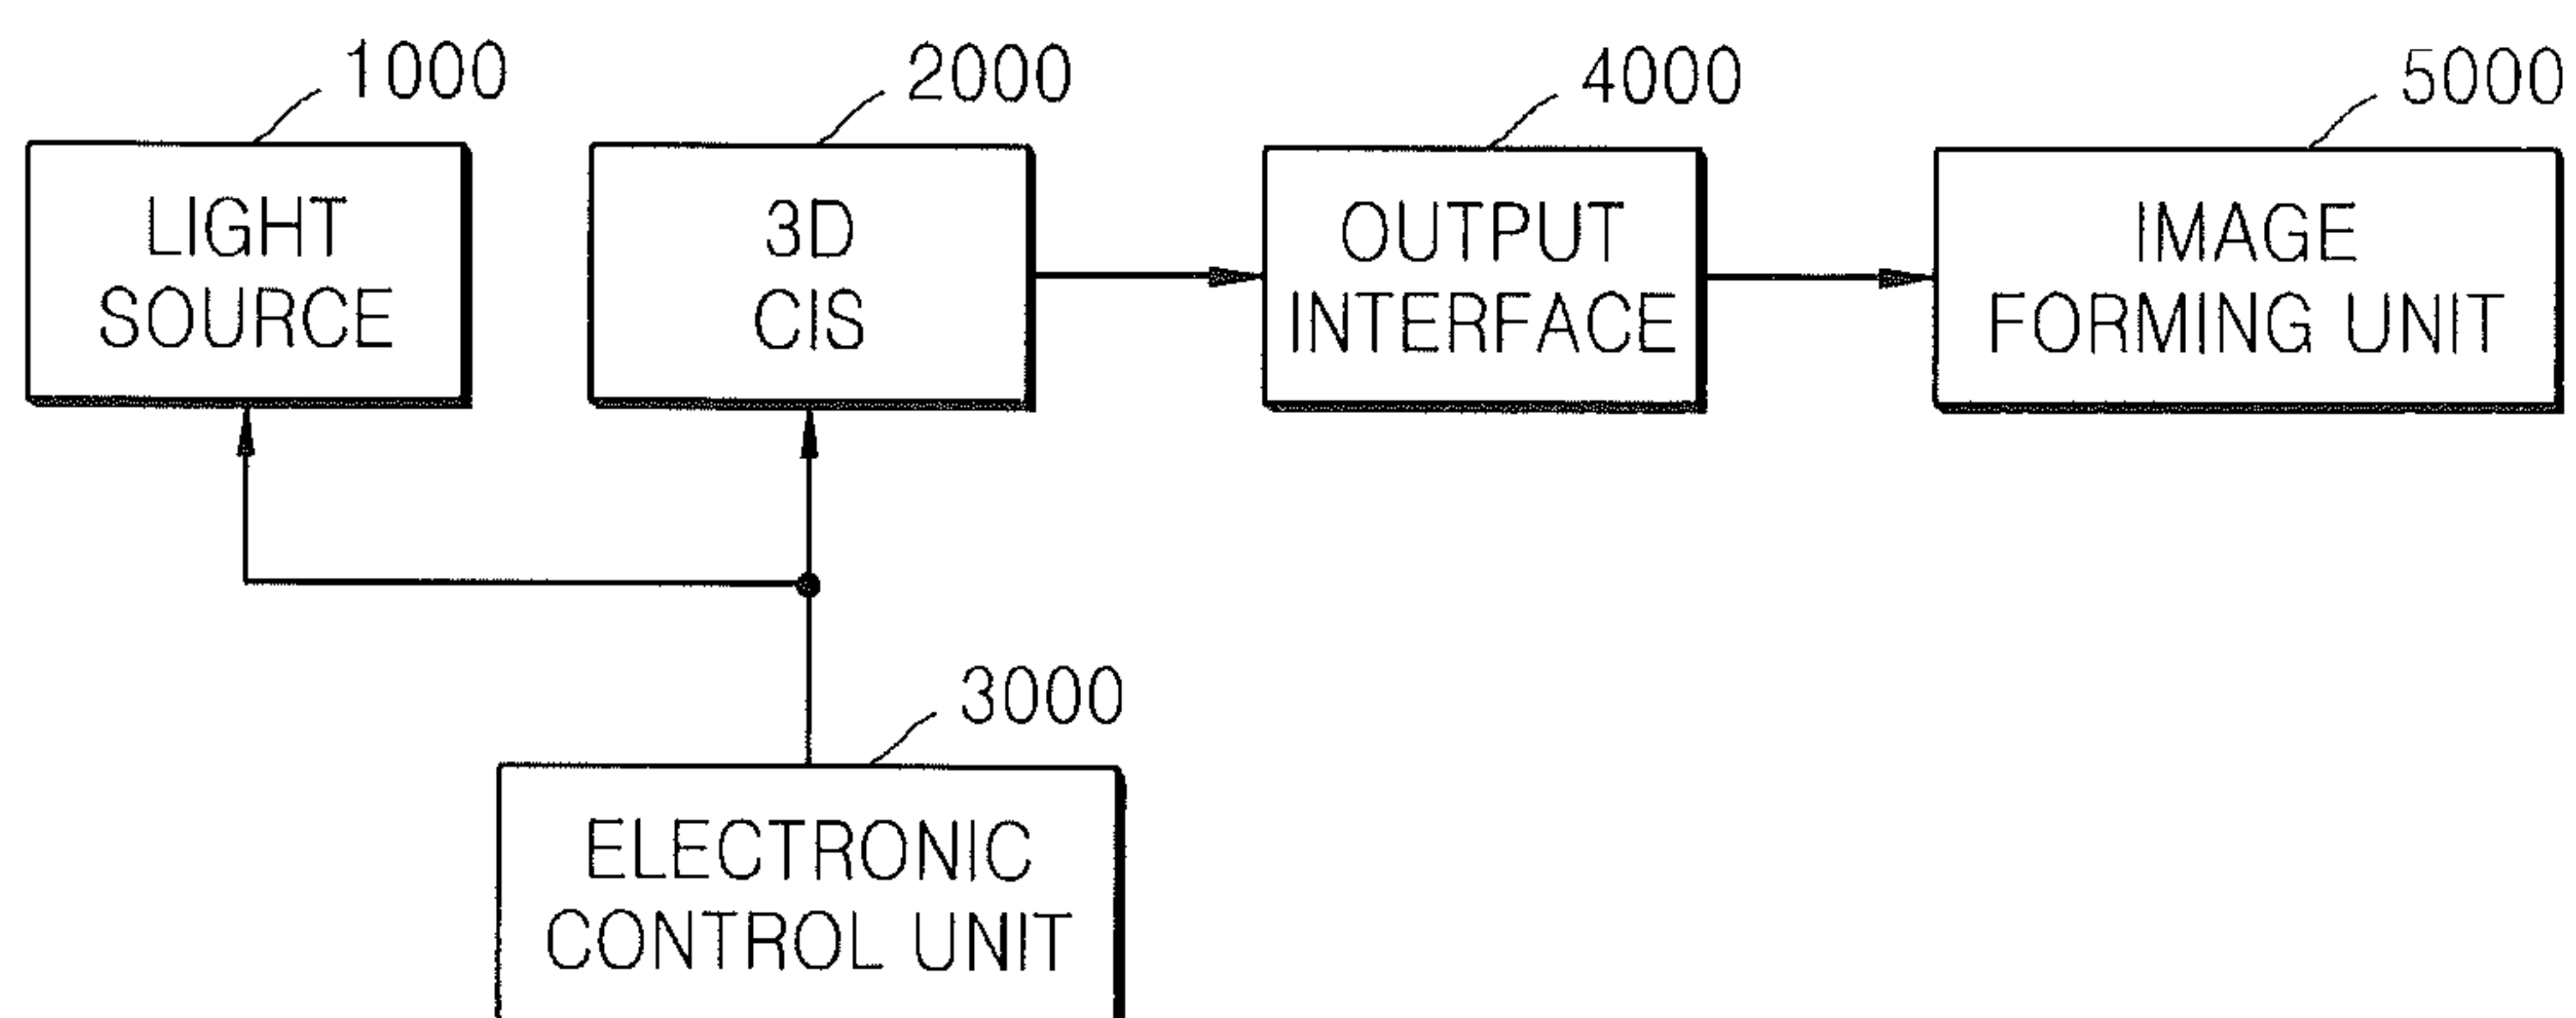 1000
2000
4000
5000
LIGHT
SOURCE
3D
CIS
OUTPUT
INTERFACE
IMAGE
FORMING UNIT
3000
ELECTRONIC
CONTROL UNIT